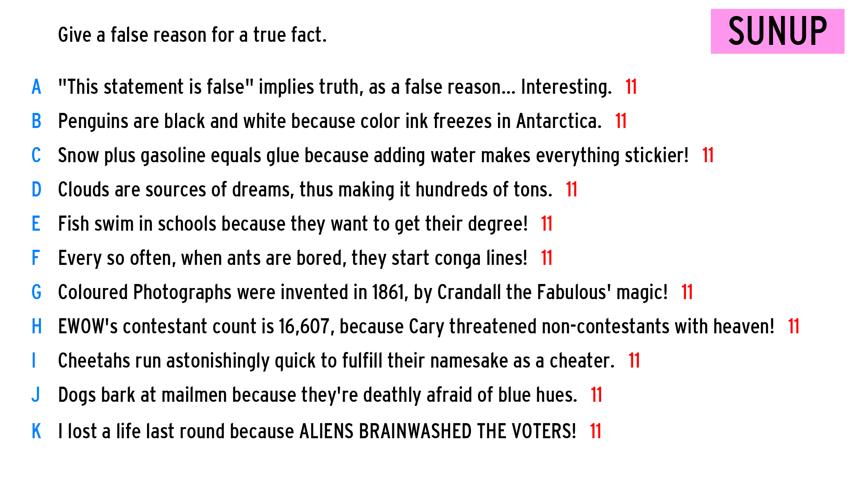 Give a false reason for a true fact.
SUNUP
A "This statement is false" implies truth, as a false reason... Interesting. 11
B Penguins are black and white because color ink freezes in Antarctica. 11
C Snow plus gasoline equals glue because adding water makes everything stickier! 11
D Clouds are sources of dreams, thus making it hundreds of tons. 11
E Fish swim in schools because they want to get their degree! 11
F Every so often, when ants are bored, they start conga lines! 11
G Coloured Photographs were invented in 1861, by Crandall the Fabulous' magic! 11
H EWOW's contestant count is 16,607, because Cary threatened non-contestants with heaven! 11
I Cheetahs run astonishingly quick to fulfill their namesake as a cheater. 11
J Dogs bark at mailmen because they're deathly afraid of blue hues. 11
K I lost a life last round because ALIENS BRAINWASHED THE VOTERS! 11